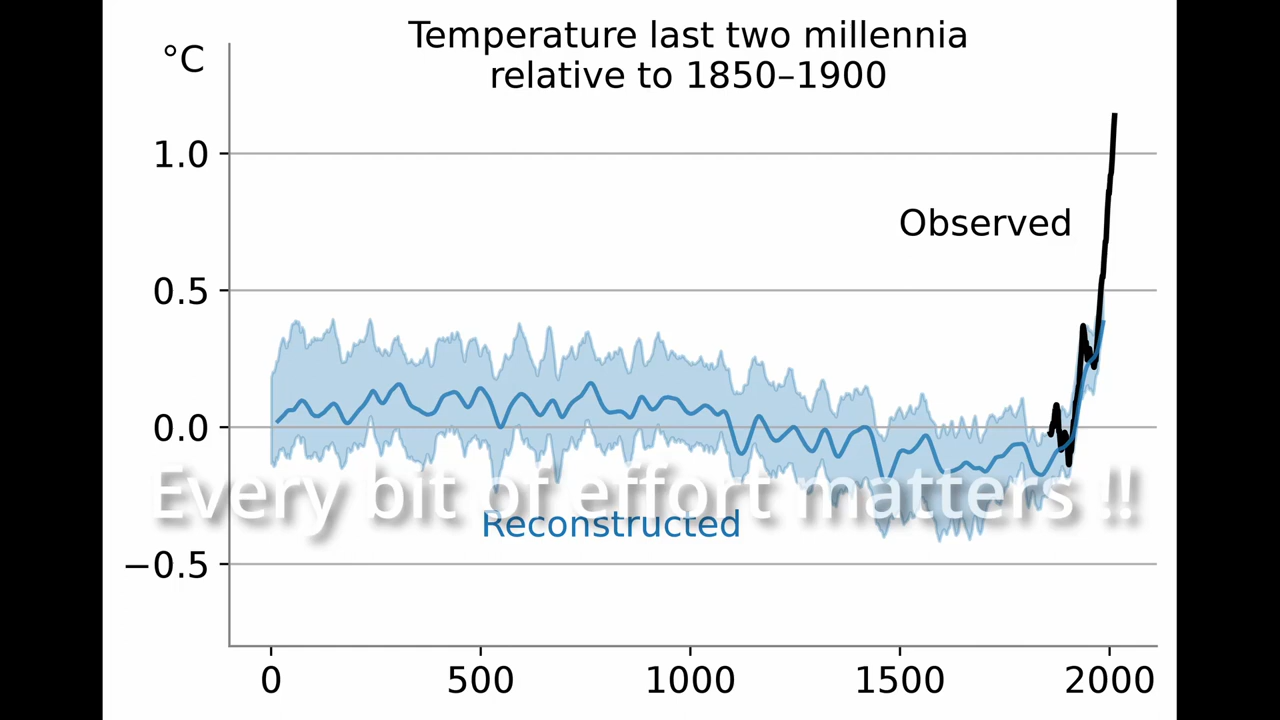 Temperature last two millennia
relative to 1850–1900
°C
1.0
Observed
0.5
0.0
Every bit of effort matters !!
Reconstructed
−0.5
0 500 1000 1500 2000